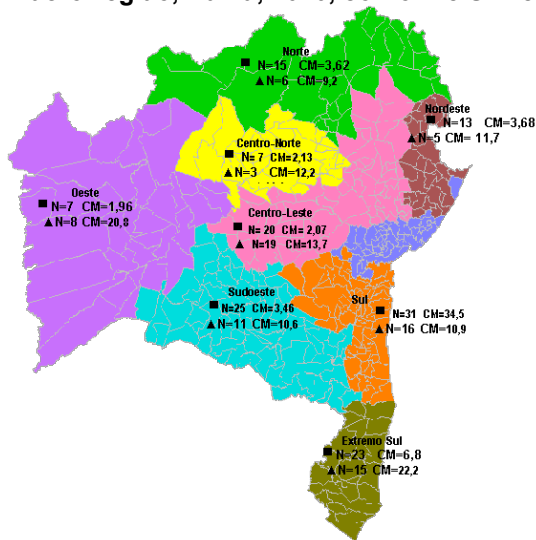 Norte
■ N=15 CM=3,62
▲ N=6 CM=9,2
Nordeste
■ N=13 CM=3,68
▲ N=5 CM= 11,7
Centro-Norte
■ N= 7 CM=2,13
▲ N=3 CM=12,2
Oeste
■ N=7 CM=1,96
▲ N=8 CM=20,8
Centro-Leste
■ N= 20 CM= 2,07
▲ N=19 CM=13,7
Sudoeste
■ N=25 CM=3,46
▲ N=11 CM=10,6
Sul
■ N=31 CM=34,5
▲ N=16 CM=10,9
Extremo Sul
■ N=23 CM=6,8
▲ N=15 CM=22,2